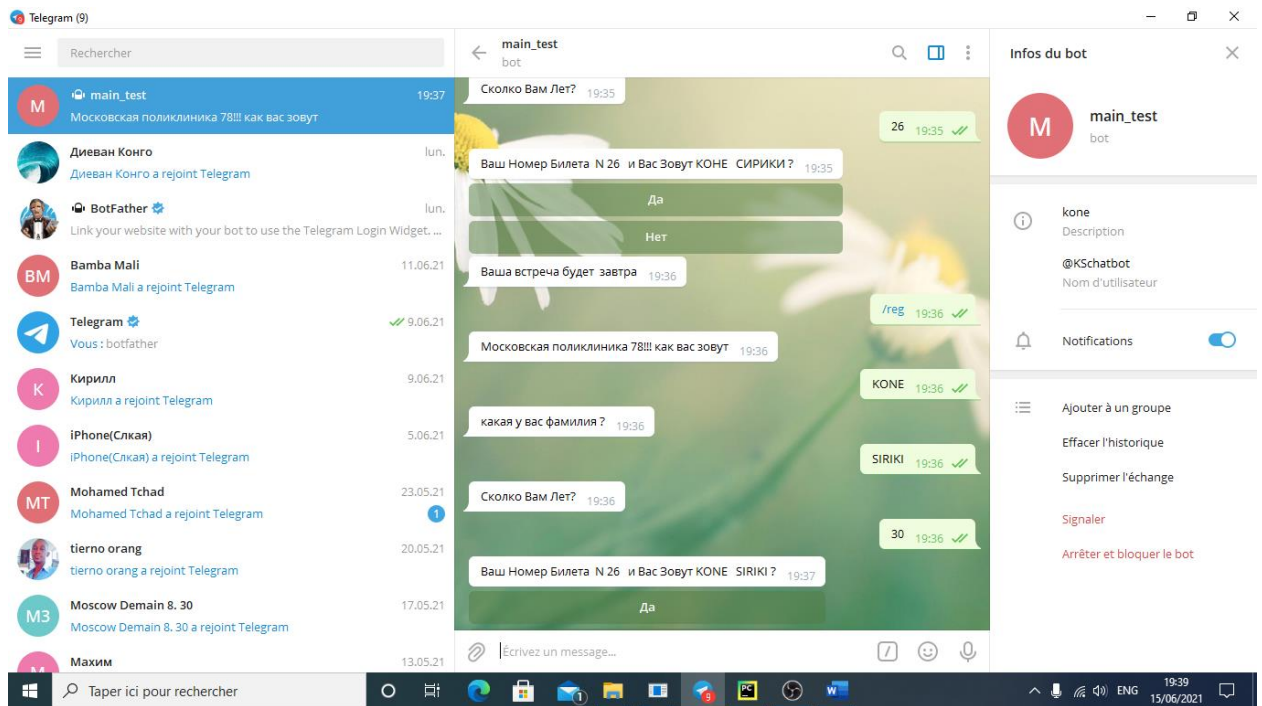 Telegram (9)
Rechercher
main_test
19:37
Московская поликлиника 78!!! как вас зовут
Диеван Конго
lun.
Диеван Конго a rejoint Telegram
BotFather
lun.
Link your website with your bot to use the Telegram Login Widget. ...
BM
Bamba Mali
11.06.21
Bamba Mali a rejoint Telegram
Telegram
9.06.21
Vous : botfather
К
Кирилл
9.06.21
Кирилл a rejoint Telegram
I
iPhone(Слкая)
5.06.21
iPhone(Слкая) a rejoint Telegram
MT
Mohamed Tchad
23.05.21
Mohamed Tchad a rejoint Telegram
1
tierno orang
20.05.21
tierno orang a rejoint Telegram
M3
Moscow Demain 8. 30
17.05.21
Moscow Demain 8. 30 a rejoint Telegram
Махим
13.05.21
M
main_test
bot
Сколко Вам Лет? 19:35
26 19:35
Ваш Номер Билета N 26 и Вас Зовут КОНЕ СИРИКИ ? 19:35
Да
Нет
Ваша встреча будет завтра 19:36
/reg 19:36
Московская поликлиника 78!!! как вас зовут 19:36
KONE 19:36
какая у вас фамилия ? 19:36
SIRIKI 19:36
Сколко Вам Лет? 19:36
30 19:36
Ваш Номер Билета N 26 и Вас Зовут KONE SIRIKI ? 19:37
Да
Écrivez un message...
Infos du bot
M
main_test
bot
kone
Description
@KSchatbot
Nom d'utilisateur
Notifications
Ajouter à un groupe
Effacer l'historique
Supprimer l'échange
Signaler
Arrêter et bloquer le bot
Taper ici pour rechercher
1
PC
9
W
ENG
19:39
15/06/2021